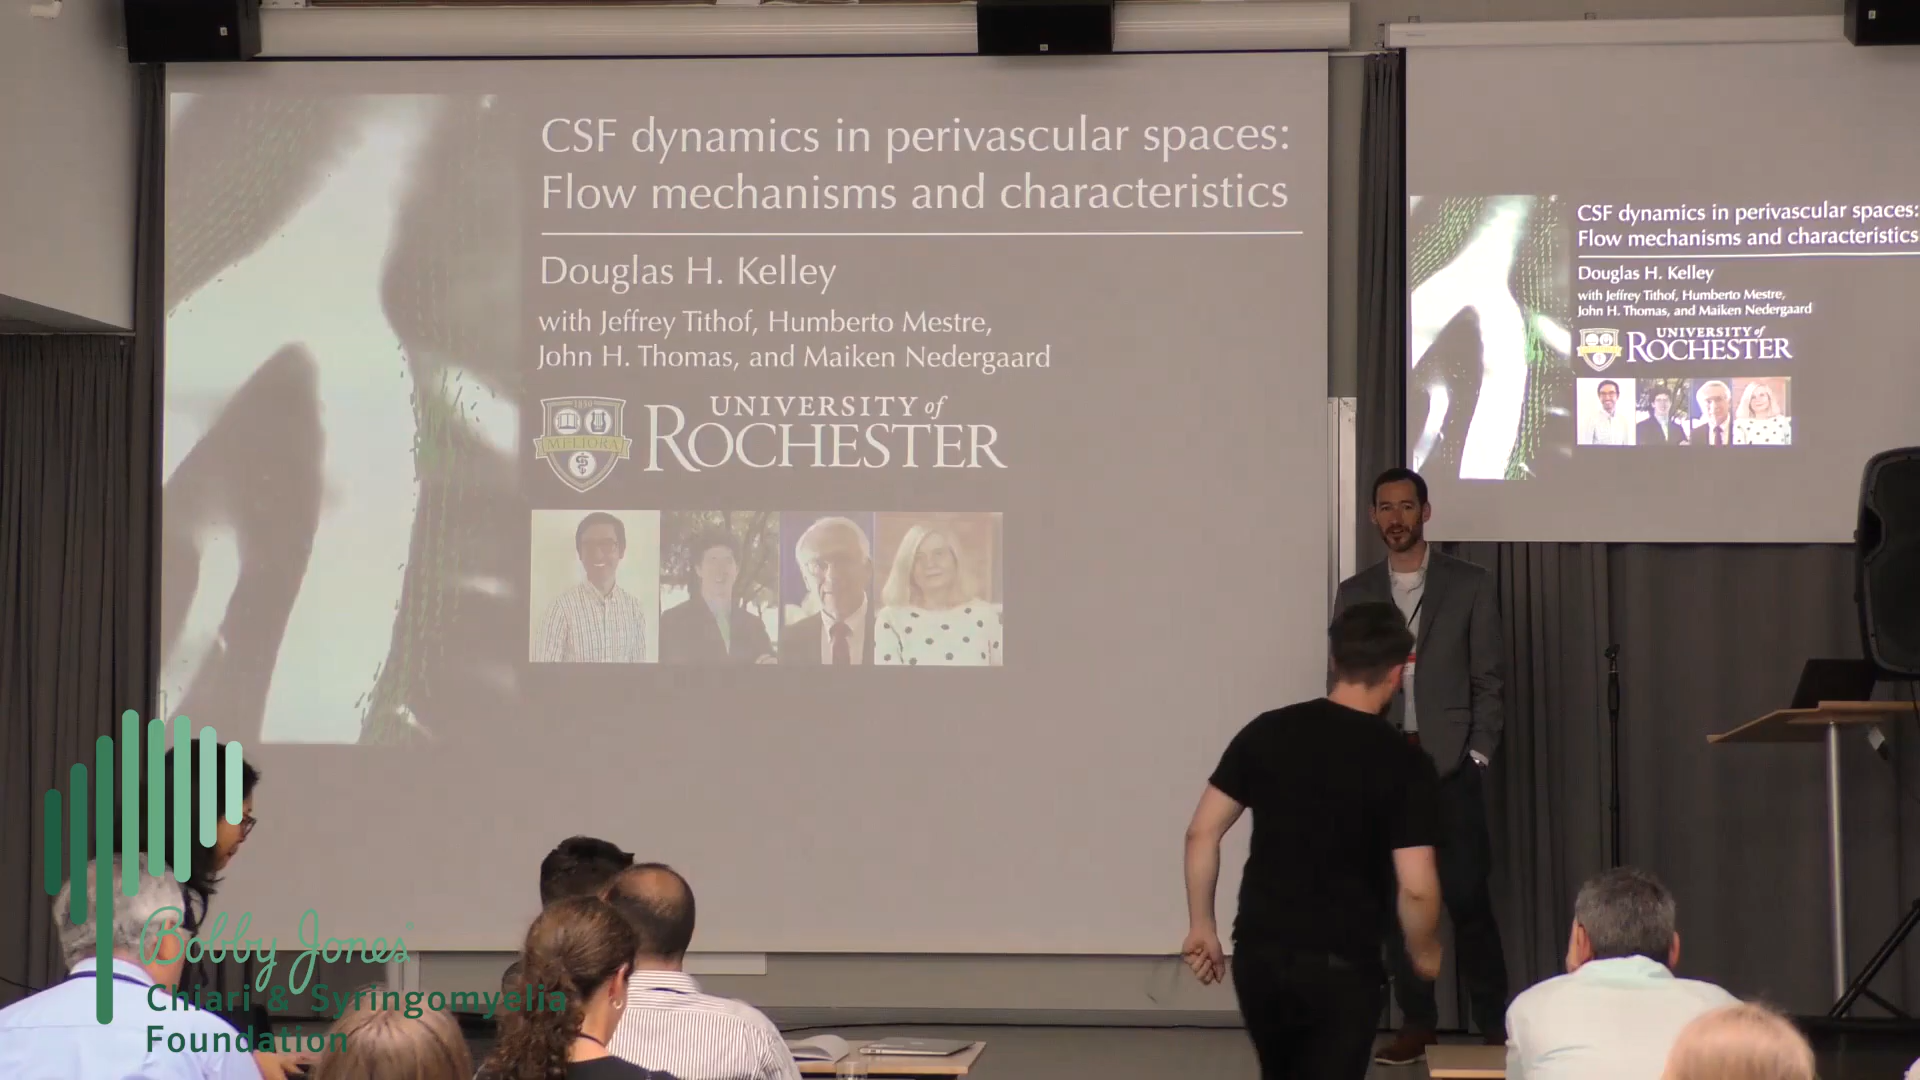 CSF dynamics in perivascular spaces:
Flow mechanisms and characteristics
Douglas H. Kelley
with Jeffrey Tithof, Humberto Mestre,
John H. Thomas, and Maiken Nedergaard
1850
MELIORA
UNIVERSITY of
ROCHESTER
CSF dynamics in perivascular spaces:
Flow mechanisms and characteristics
Douglas H. Kelley
with Jeffrey Tithof, Humberto Mestre,
John H. Thomas, and Maiken Nedergaard
UNIVERSITY of
ROCHESTER
Bobby Jones
Chiari & Syringomyelia
Foundation